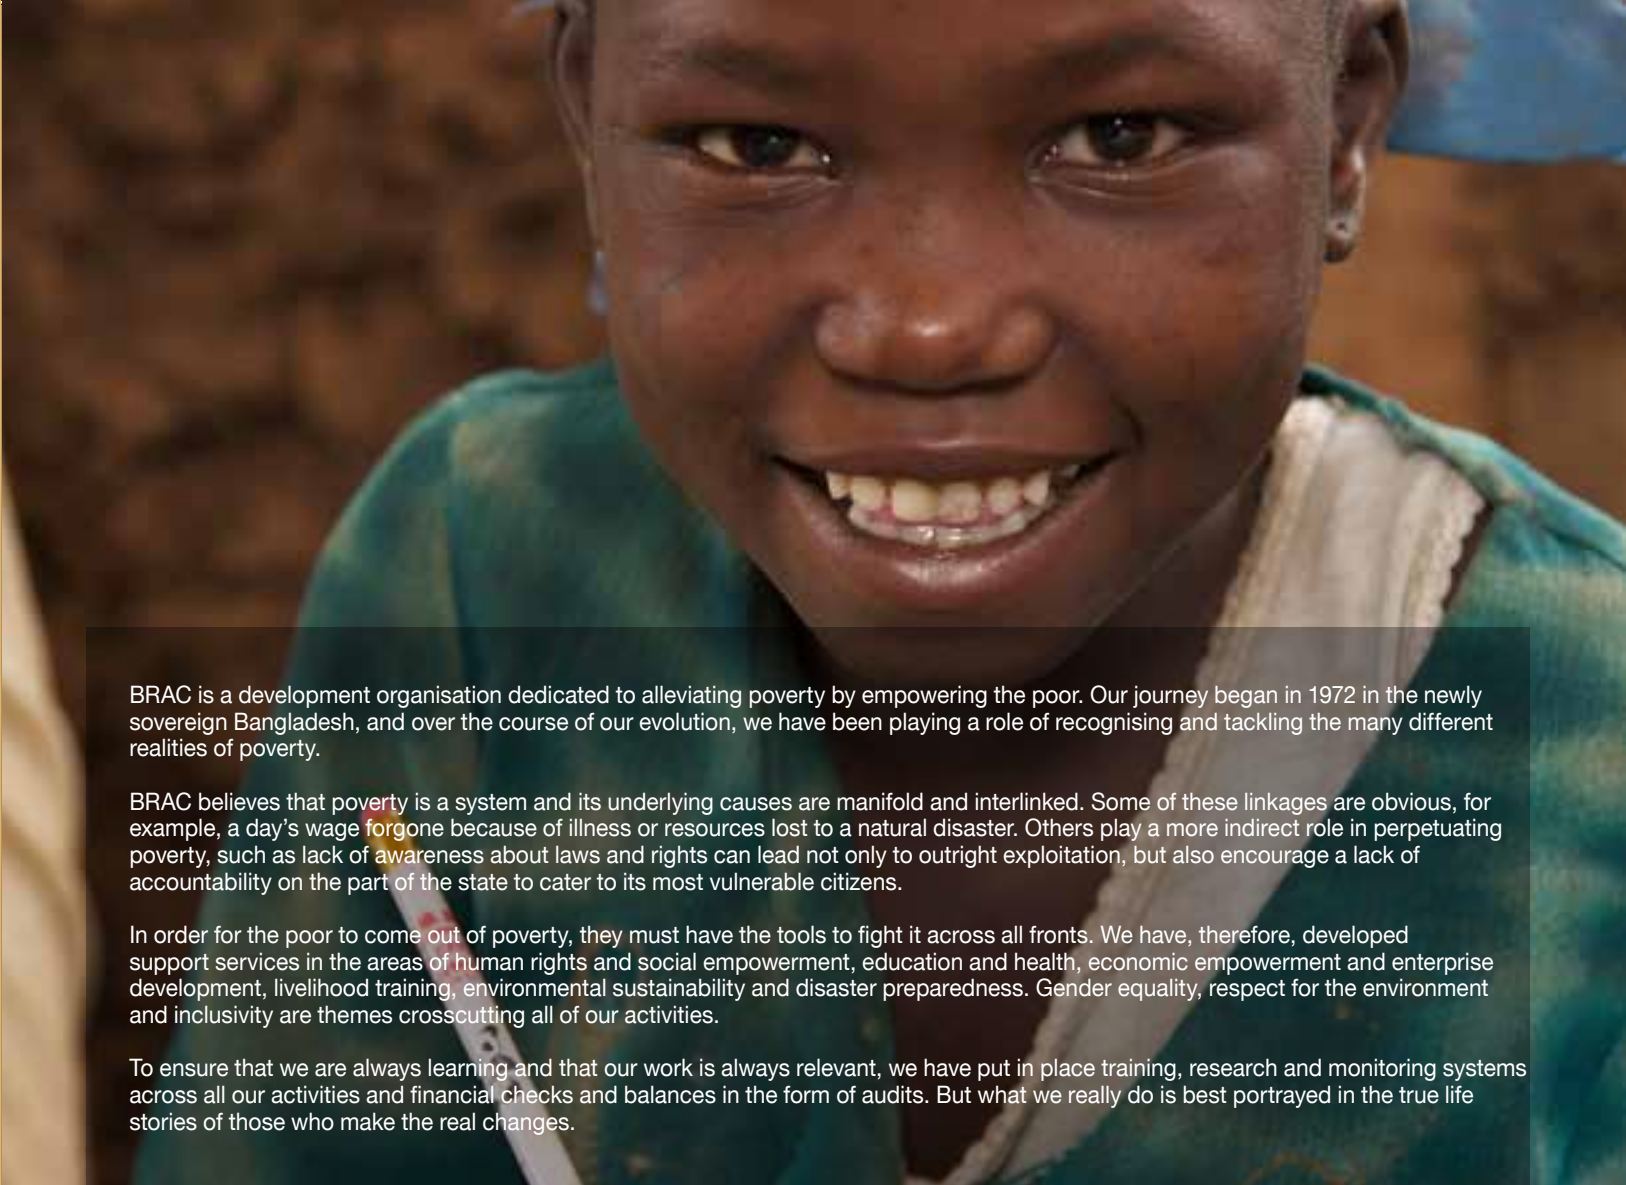 BRAC is a development organisation dedicated to alleviating poverty by empowering the poor. Our journey began in 1972 in the newly
sovereign Bangladesh, and over the course of our evolution, we have been playing a role of recognising and tackling the many different
realities of poverty.
BRAC believes that poverty is a system and its underlying causes are manifold and interlinked. Some of these linkages are obvious, for
example, a day’s wage forgone because of illness or resources lost to a natural disaster. Others play a more indirect role in perpetuating
poverty, such as lack of awareness about laws and rights can lead not only to outright exploitation, but also encourage a lack of
accountability on the part of the state to cater to its most vulnerable citizens.
In order for the poor to come out of poverty, they must have the tools to fight it across all fronts. We have, therefore, developed
support services in the areas of human rights and social empowerment, education and health, economic empowerment and enterprise
development, livelihood training, environmental sustainability and disaster preparedness. Gender equality, respect for the environment
and inclusivity are themes crosscutting all of our activities.
To ensure that we are always learning and that our work is always relevant, we have put in place training, research and monitoring systems
across all our activities and financial checks and balances in the form of audits. But what we really do is best portrayed in the true life
stories of those who make the real changes.